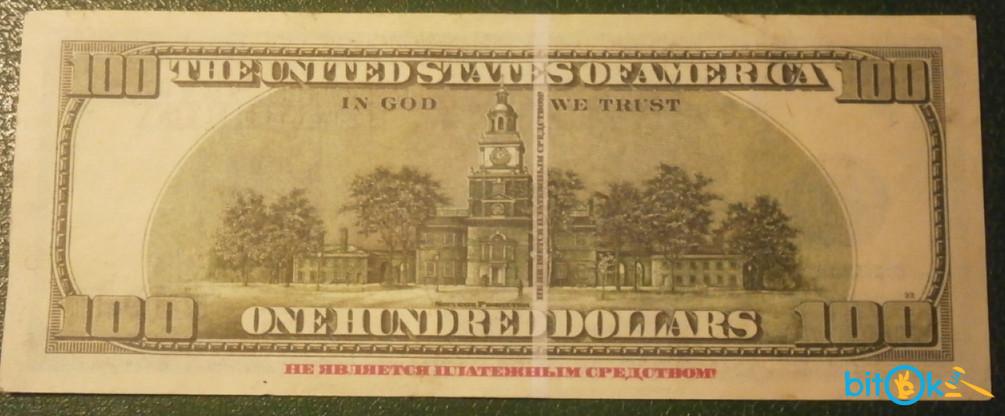 100 THE UNITED STATES OF AMERICA 100
IN GOD WE TRUST
НЕ ЯВЛЯЕТСЯ ПЛАТЕЖНЫМ СРЕДСТВОМ!
100 ONE HUNDRED DOLLARS 100
НЕ ЯВЛЯЕТСЯ ПЛАТЕЖНЫМ СРЕДСТВОМ!
bitOk